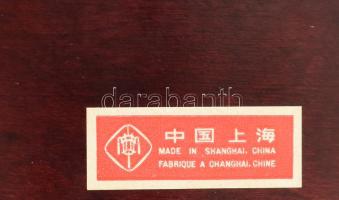 darabanth
中国上海
MADE IN SHANGHAI. CHINA
FABRIQUE A CHANGHAI. CHINE